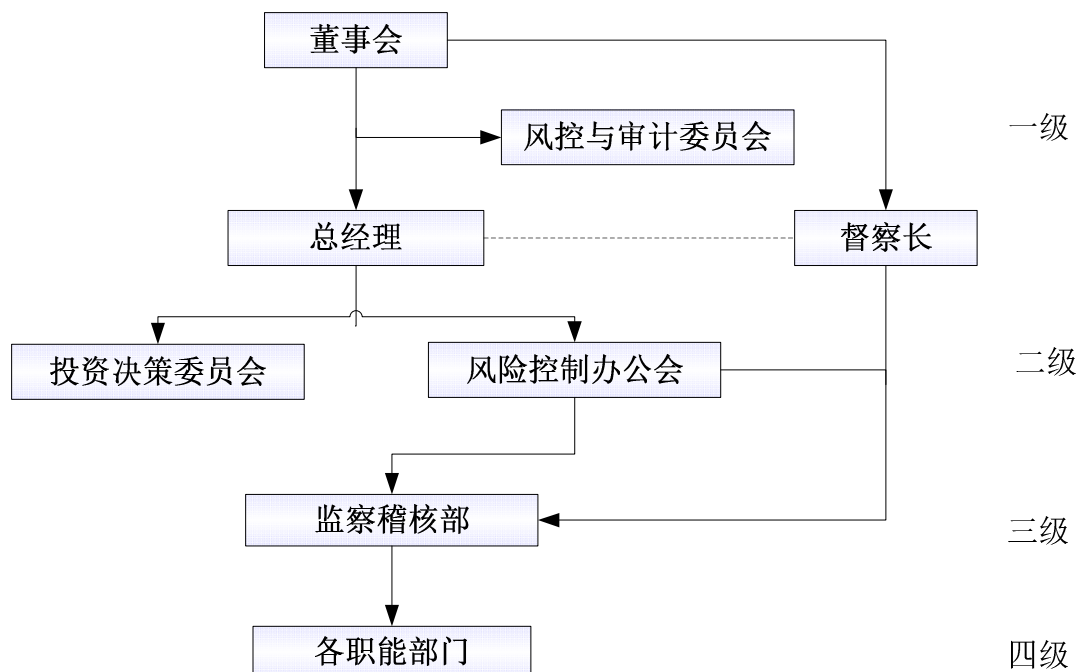 董事会
风控与审计委员会
一级
总经理
督察长
投资决策委员会
风险控制办公会
二级
监察稽核部
三级
各职能部门
四级